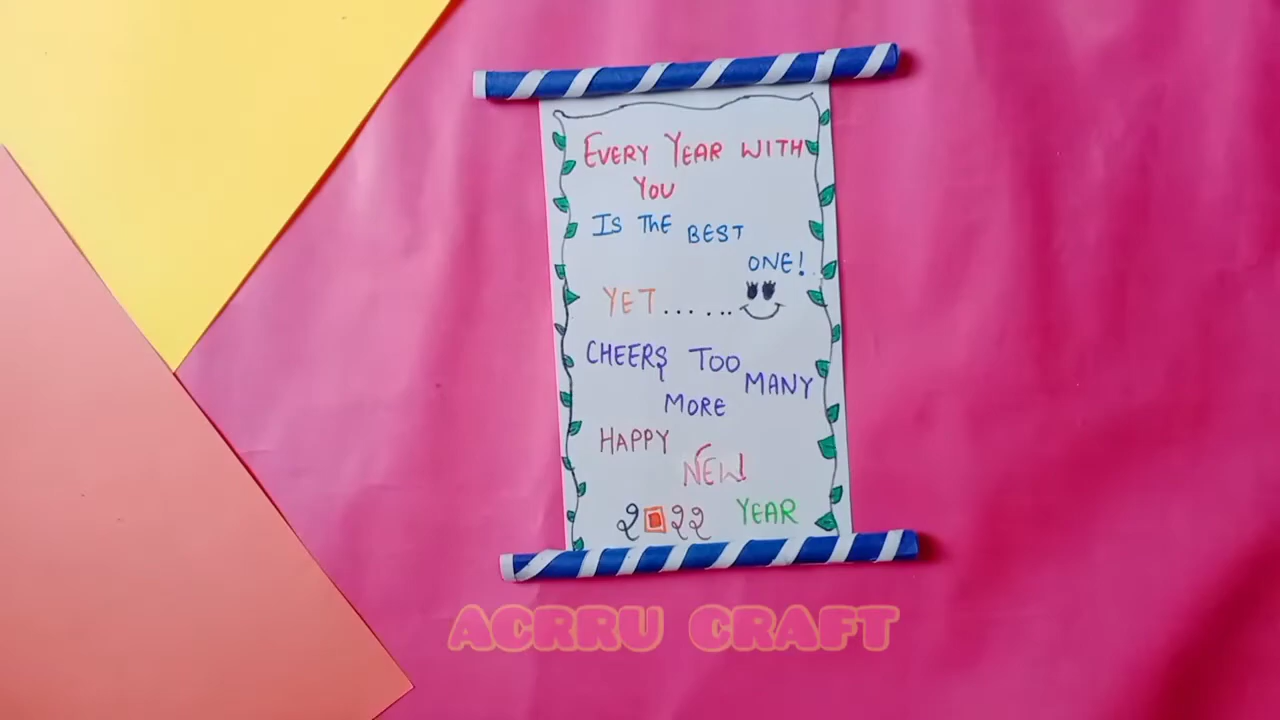 EVERY YEAR WITH
YOU
IS THE BEST
ONE!
YET......
CHEERS TOO
MANY
MORE
HAPPY
NEW
2022 YEAR
ACRRU CRAFT